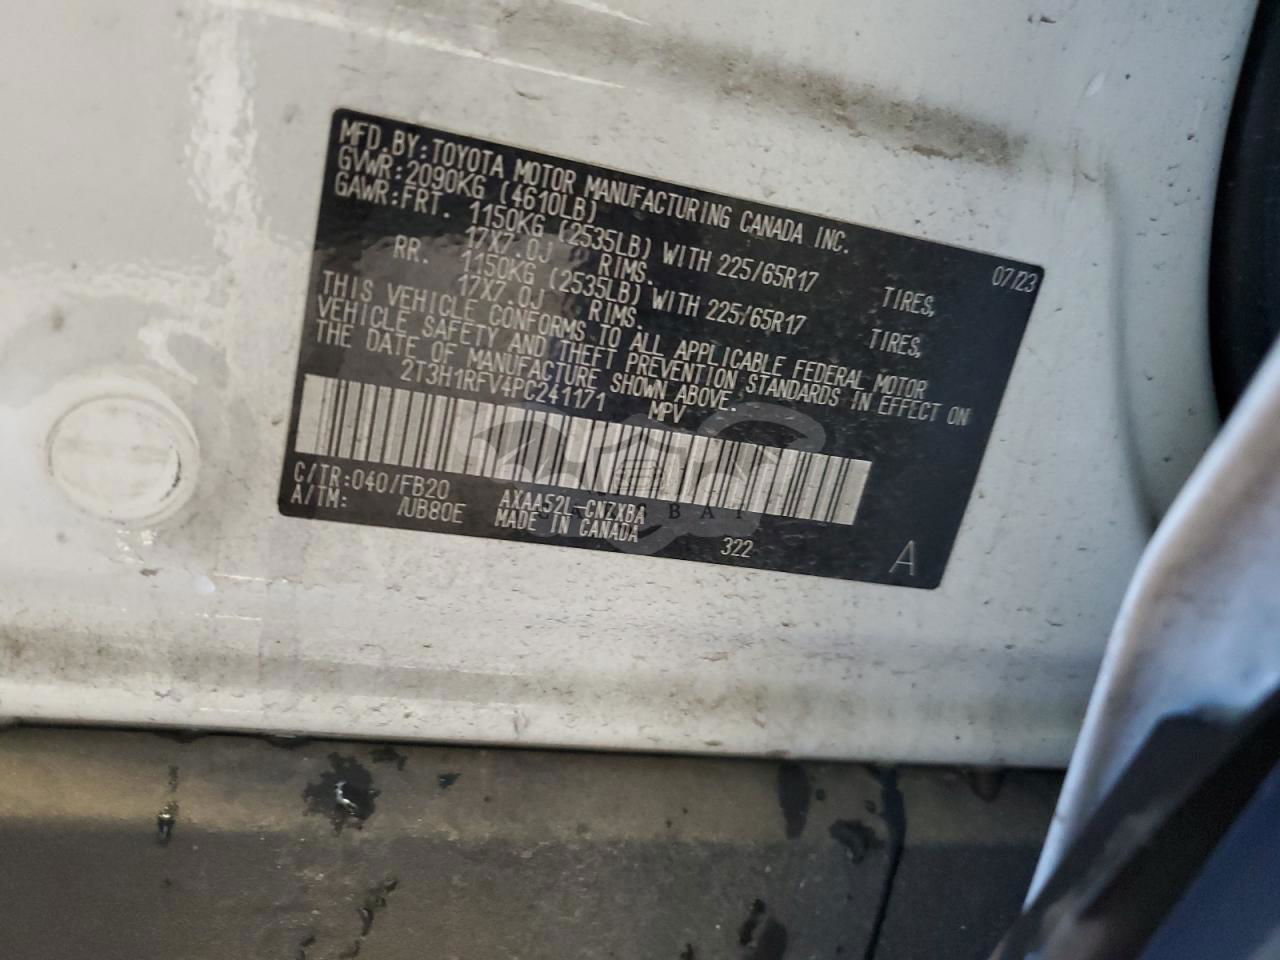 MFD.BY:TOYOTA MOTOR MANUFACTURING CANADA INC. 07/23
GVWR:2090KG (4610LB)
GAWR:FRT. 1150KG (2535LB) WITH 225/65R17 TIRES,
17X7.0J RIMS.
RR. 1150KG (2535LB) WITH 225/65R17 TIRES,
17X7.0J RIMS.
THIS VEHICLE CONFORMS TO ALL APPLICABLE FEDERAL MOTOR
VEHICLE SAFETY AND THEFT PREVENTION STANDARDS IN EFFECT ON
THE DATE OF MANUFACTURE SHOWN ABOVE.
2T3H1RFV4PC241171 MPV
C/TR:040/FB20 AXAA52L-CNZXBA
A/TM: /UB80E MADE IN CANADA 322 A